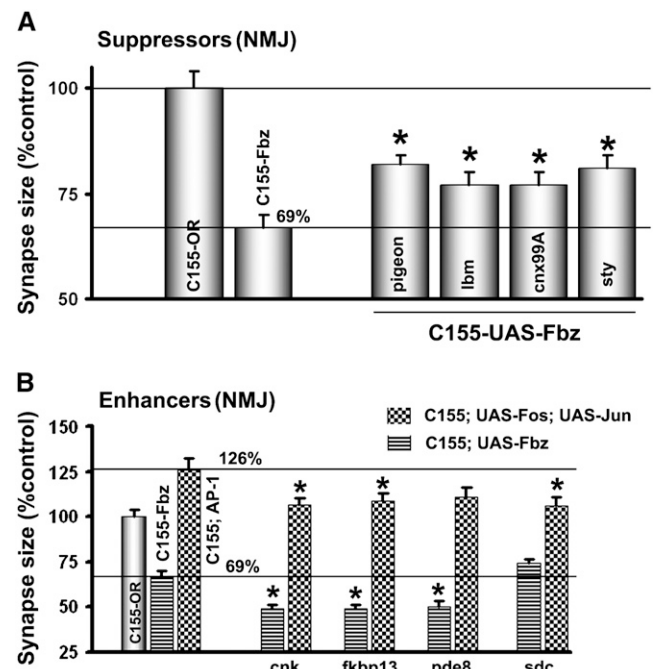 A
Suppressors (NMJ)
Synapse size (%control)
100
75
50
C155-OR
C155-Fbz
69%
*
*
*
*
pigeon
lbm
cnx99A
sty
C155-UAS-Fbz
B
Enhancers (NMJ)
C155; UAS-Fos; UAS-Jun
C155; UAS-Fbz
Synapse size (%control)
150
125
100
75
50
25
126%
69%
C155-OR
C155-Fbz
C155; AP-1
*
*
*
*
*
*
cnk
fkbp13
pde8
sdc